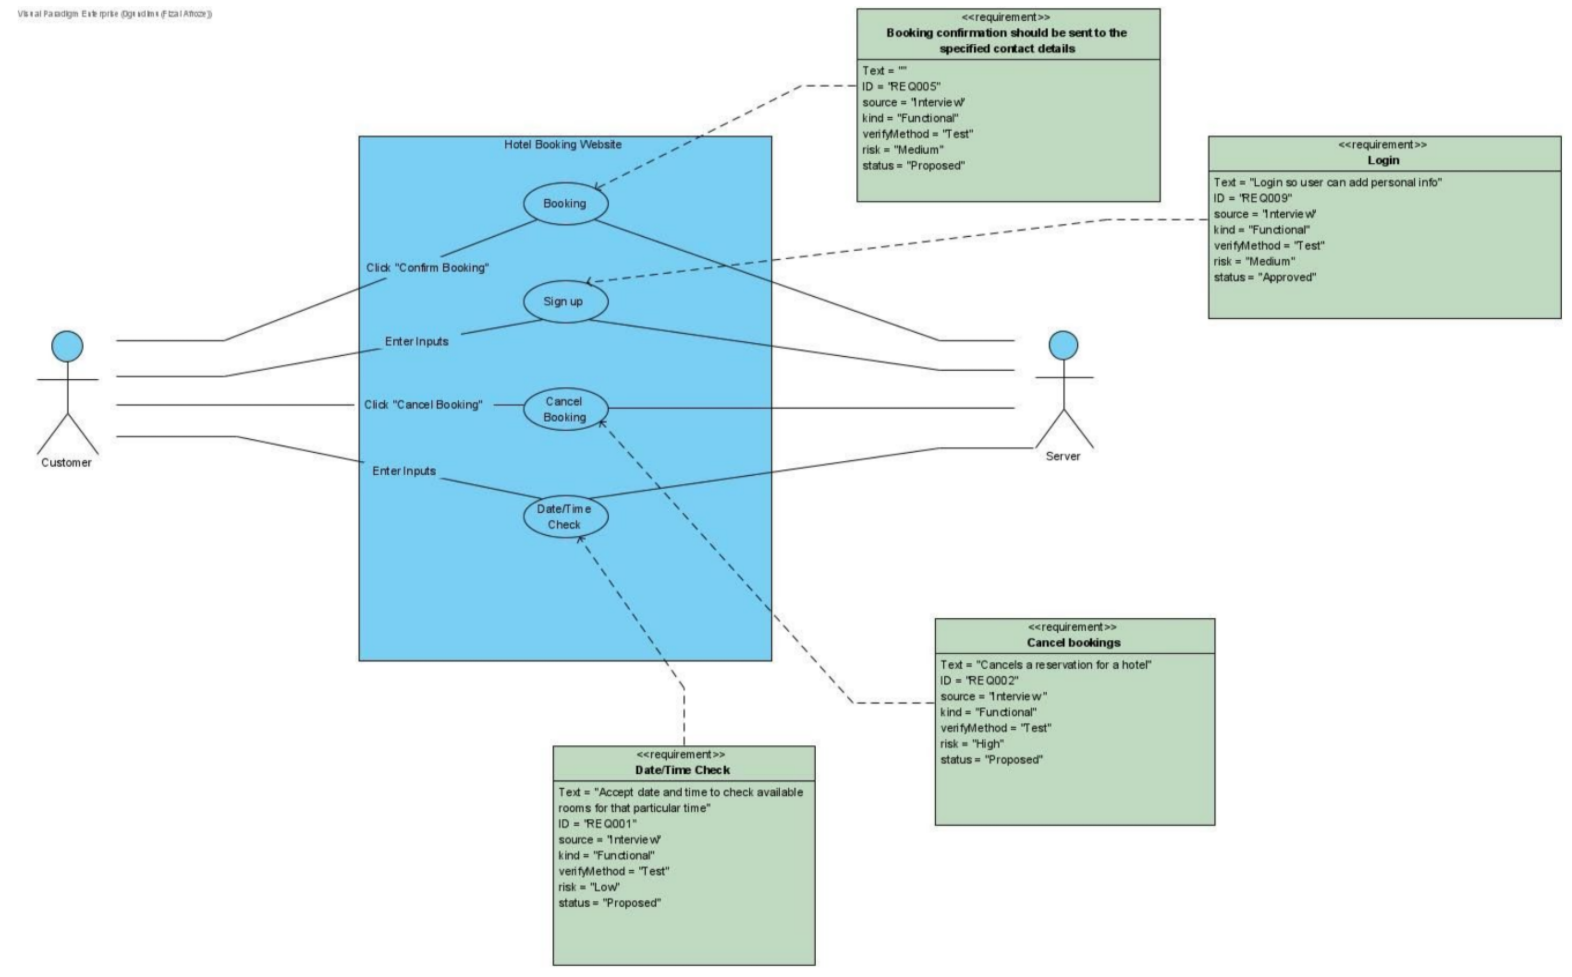 Visual Paradigm Enterprise
<<requirement>>
Booking confirmation should be sent to the
specified contact details
Text = ""
ID = "REQ005"
source = "Interview"
kind = "Functional"
verifyMethod = "Test"
risk = "Medium"
status = "Proposed"
<<requirement>>
Login
Text = "Login so user can add personal info"
ID = "REQ009"
source = "Interview"
kind = "Functional"
verifyMethod = "Test"
risk = "Medium"
status = "Approved"
Hotel Booking Website
Booking
Click "Confirm Booking"
Sign up
Enter Inputs
Click "Cancel Booking"
Cancel
Booking
Enter Inputs
Date/Time
Check
Customer
Server
<<requirement>>
Cancel bookings
Text = "Cancels a reservation for a hotel"
ID = "REQ002"
source = "Interview"
kind = "Functional"
verifyMethod = "Test"
risk = "High"
status = "Proposed"
<<requirement>>
Date/Time Check
Text = "Accept date and time to check available
rooms for that particular time"
ID = "REQ001"
source = "Interview"
kind = "Functional"
verifyMethod = "Test"
risk = "Low"
status = "Proposed"